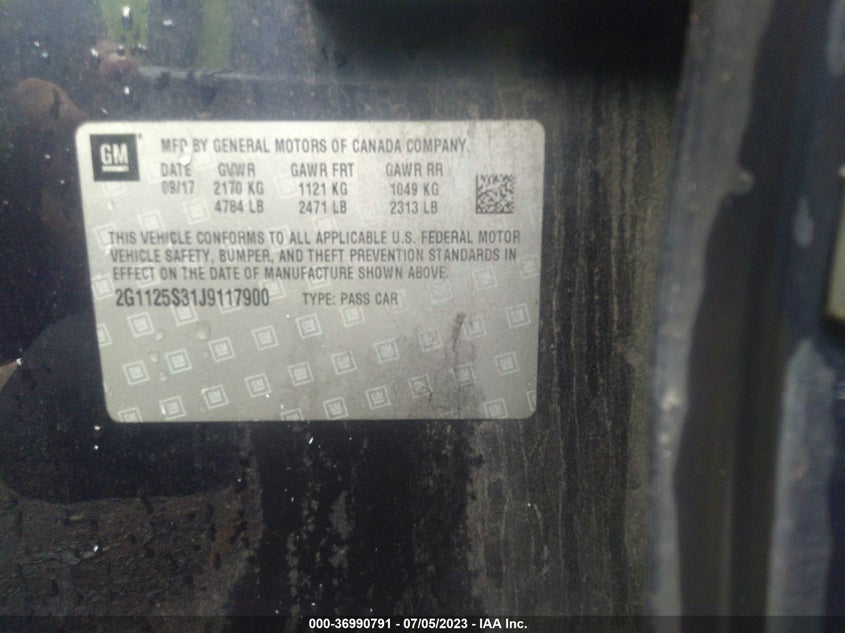 GM
MFD BY GENERAL MOTORS OF CANADA COMPANY
DATE GVWR GAWR FRT GAWR RR
09/17 2170 KG 1121 KG 1049 KG
4784 LB 2471 LB 2313 LB
THIS VEHICLE CONFORMS TO ALL APPLICABLE U.S. FEDERAL MOTOR
VEHICLE SAFETY, BUMPER, AND THEFT PREVENTION STANDARDS IN
EFFECT ON THE DATE OF MANUFACTURE SHOWN ABOVE.
2G1125S31J9117900 TYPE: PASS CAR
000-36990791 - 07/05/2023 - IAA Inc.